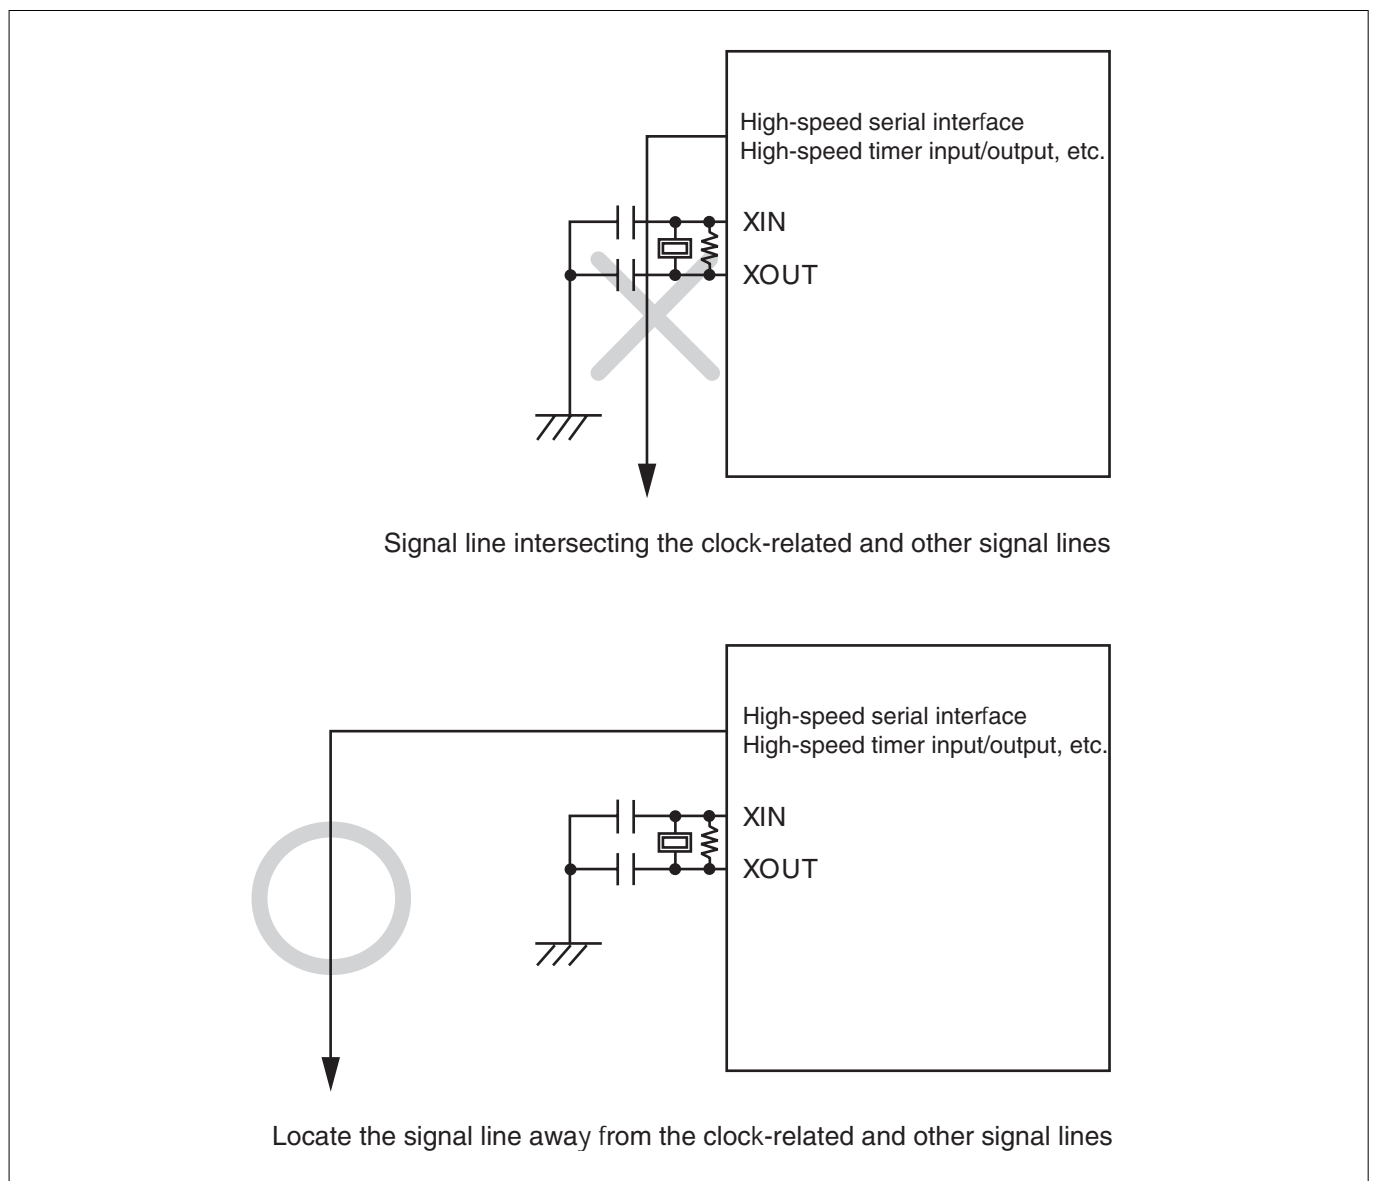 High-speed serial interface
High-speed timer input/output, etc.
XIN
XOUT
Signal line intersecting the clock-related and other signal lines
High-speed serial interface
High-speed timer input/output, etc.
XIN
XOUT
Locate the signal line away from the clock-related and other signal lines